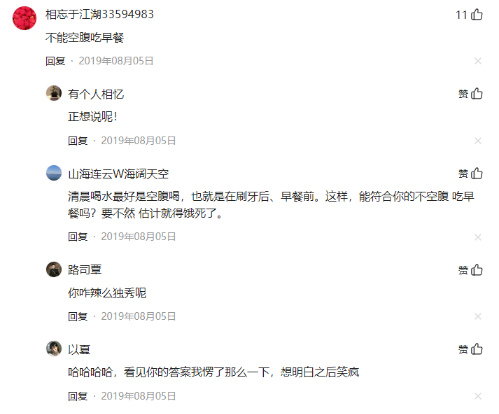 相忘于江湖33594983
11
不能空腹吃早餐
回复 · 2019年08月05日
有个人相忆
赞
正想说呢！
回复 · 2019年08月05日
山海连云W海阔天空
赞
清晨喝水最好是空腹喝，也就是在刷牙后、早餐前。这样，能符合你的不空腹 吃早
餐吗？要不然 估计就得饿死了。
回复 · 2019年08月05日
路司覃
赞
你咋辣么独秀呢
回复 · 2019年08月05日
以夏
赞
哈哈哈哈，看见你的答案我愣了那么一下，想明白之后笑疯
回复 · 2019年08月05日